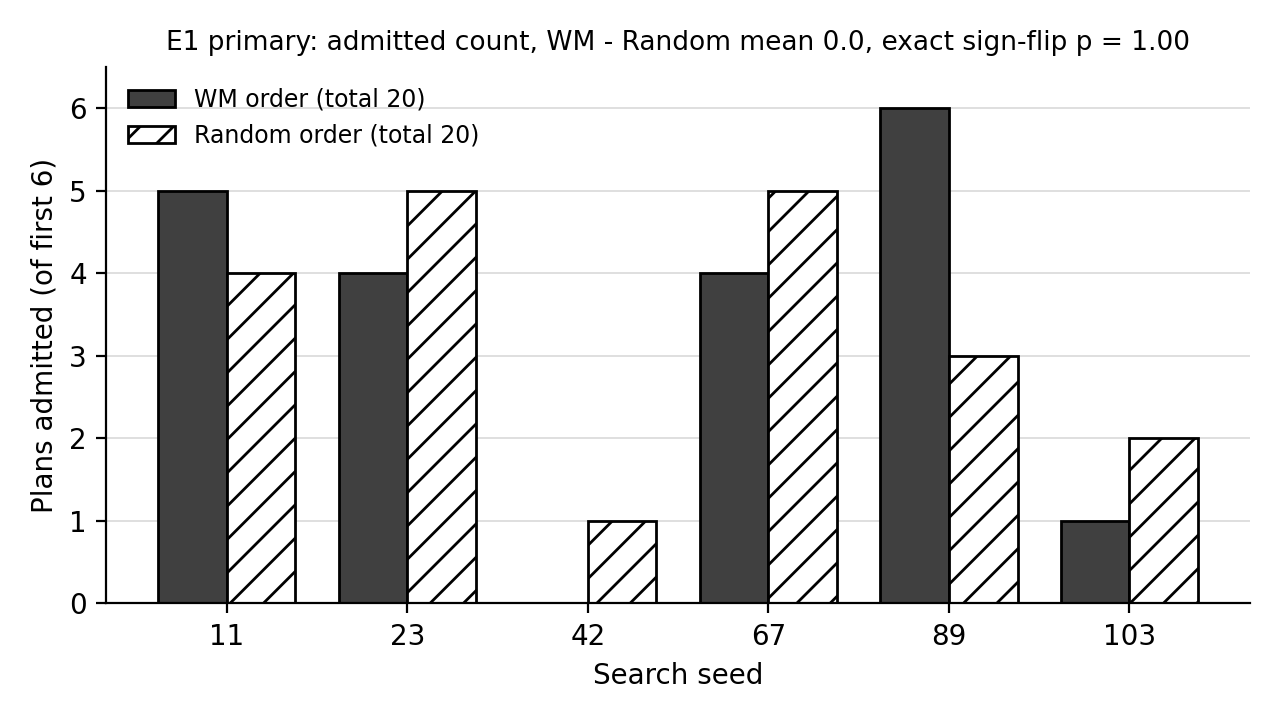 E1 primary: admitted count, WM - Random mean 0.0, exact sign-flip p = 1.00
WM order (total 20)
Random order (total 20)
Plans admitted (of first 6)
6
5
4
3
2
1
0
11 23 42 67 89 103
Search seed